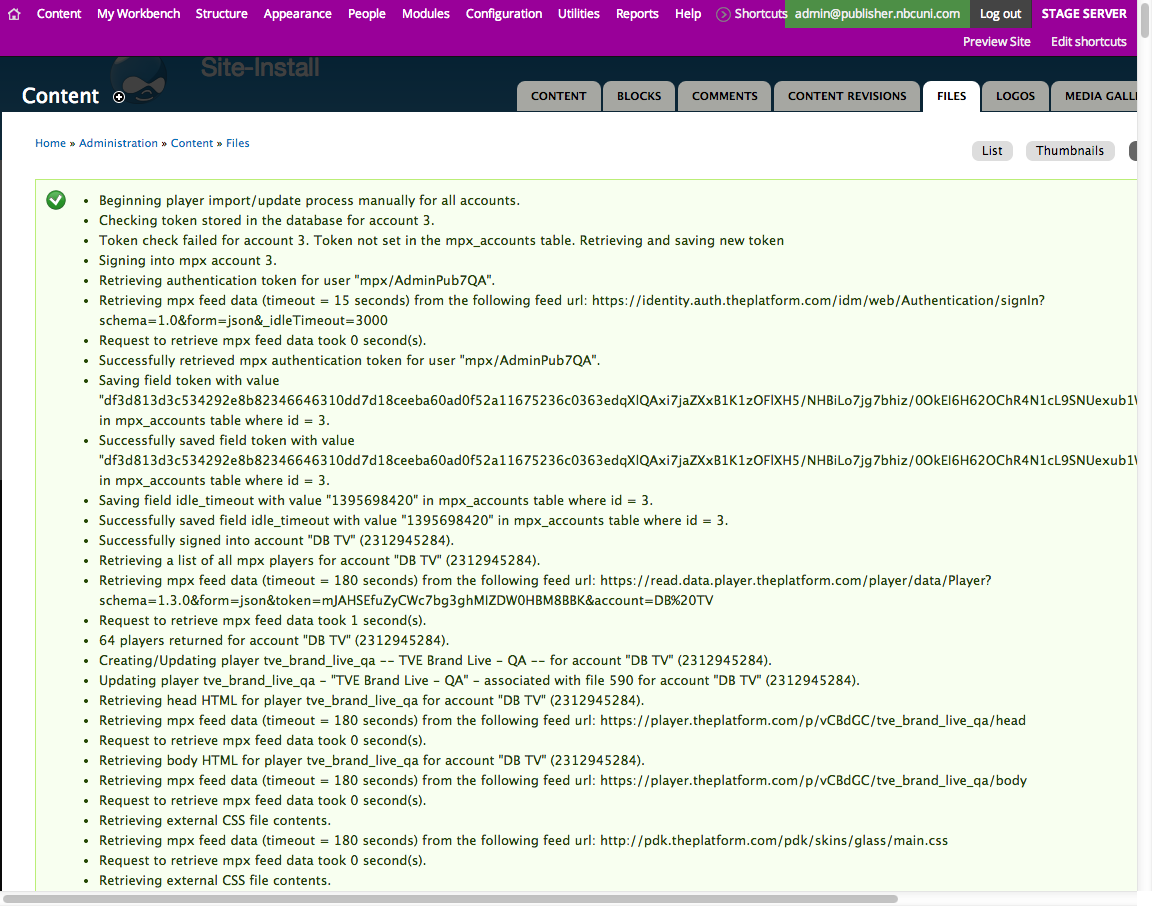 Content My Workbench Structure Appearance People Modules Configuration Utilities Reports Help Shortcuts admin@publisher.nbcuni.com Log out STAGE SERVER
Preview Site Edit shortcuts
Site-Install
Content
CONTENT BLOCKS COMMENTS CONTENT REVISIONS FILES LOGOS MEDIA GALL
Home » Administration » Content » Files
List Thumbnails
Beginning player import/update process manually for all accounts.
Checking token stored in the database for account 3.
Token check failed for account 3. Token not set in the mpx_accounts table. Retrieving and saving new token
Signing into mpx account 3.
Retrieving authentication token for user "mpx/AdminPub7QA".
Retrieving mpx feed data (timeout = 15 seconds) from the following feed url: https://identity.auth.theplatform.com/idm/web/Authentication/signIn?
schema=1.0&form=json&_idleTimeout=3000
Request to retrieve mpx feed data took 0 second(s).
Successfully retrieved mpx authentication token for user "mpx/AdminPub7QA".
Saving field token with value
"df3d813d3c534292e8b82346646310dd7d18ceeba60ad0f52a11675236c0363edqXlQAxi7jaZXxB1K1zOFlXH5/NHBiLo7jg7bhiz/0OkEI6H62OChR4N1cL9SNUexub1
in mpx_accounts table where id = 3.
Successfully saved field token with value
"df3d813d3c534292e8b82346646310dd7d18ceeba60ad0f52a11675236c0363edqXlQAxi7jaZXxB1K1zOFlXH5/NHBiLo7jg7bhiz/0OkEI6H62OChR4N1cL9SNUexub1
in mpx_accounts table where id = 3.
Saving field idle_timeout with value "1395698420" in mpx_accounts table where id = 3.
Successfully saved field idle_timeout with value "1395698420" in mpx_accounts table where id = 3.
Successfully signed into account "DB TV" (2312945284).
Retrieving a list of all mpx players for account "DB TV" (2312945284).
Retrieving mpx feed data (timeout = 180 seconds) from the following feed url: https://read.data.player.theplatform.com/player/data/Player?
schema=1.3.0&form=json&token=mJAHSEfuZyCWc7bg3ghMIZDW0HBM8BBK&account=DB%20TV
Request to retrieve mpx feed data took 1 second(s).
64 players returned for account "DB TV" (2312945284).
Creating/Updating player tve_brand_live_qa -- TVE Brand Live - QA -- for account "DB TV" (2312945284).
Updating player tve_brand_live_qa - "TVE Brand Live - QA" - associated with file 590 for account "DB TV" (2312945284).
Retrieving head HTML for player tve_brand_live_qa for account "DB TV" (2312945284).
Retrieving mpx feed data (timeout = 180 seconds) from the following feed url: https://player.theplatform.com/p/vCBdGC/tve_brand_live_qa/head
Request to retrieve mpx feed data took 0 second(s).
Retrieving body HTML for player tve_brand_live_qa for account "DB TV" (2312945284).
Retrieving mpx feed data (timeout = 180 seconds) from the following feed url: https://player.theplatform.com/p/vCBdGC/tve_brand_live_qa/body
Request to retrieve mpx feed data took 0 second(s).
Retrieving external CSS file contents.
Retrieving mpx feed data (timeout = 180 seconds) from the following feed url: http://pdk.theplatform.com/pdk/skins/glass/main.css
Request to retrieve mpx feed data took 0 second(s).
Retrieving external CSS file contents.